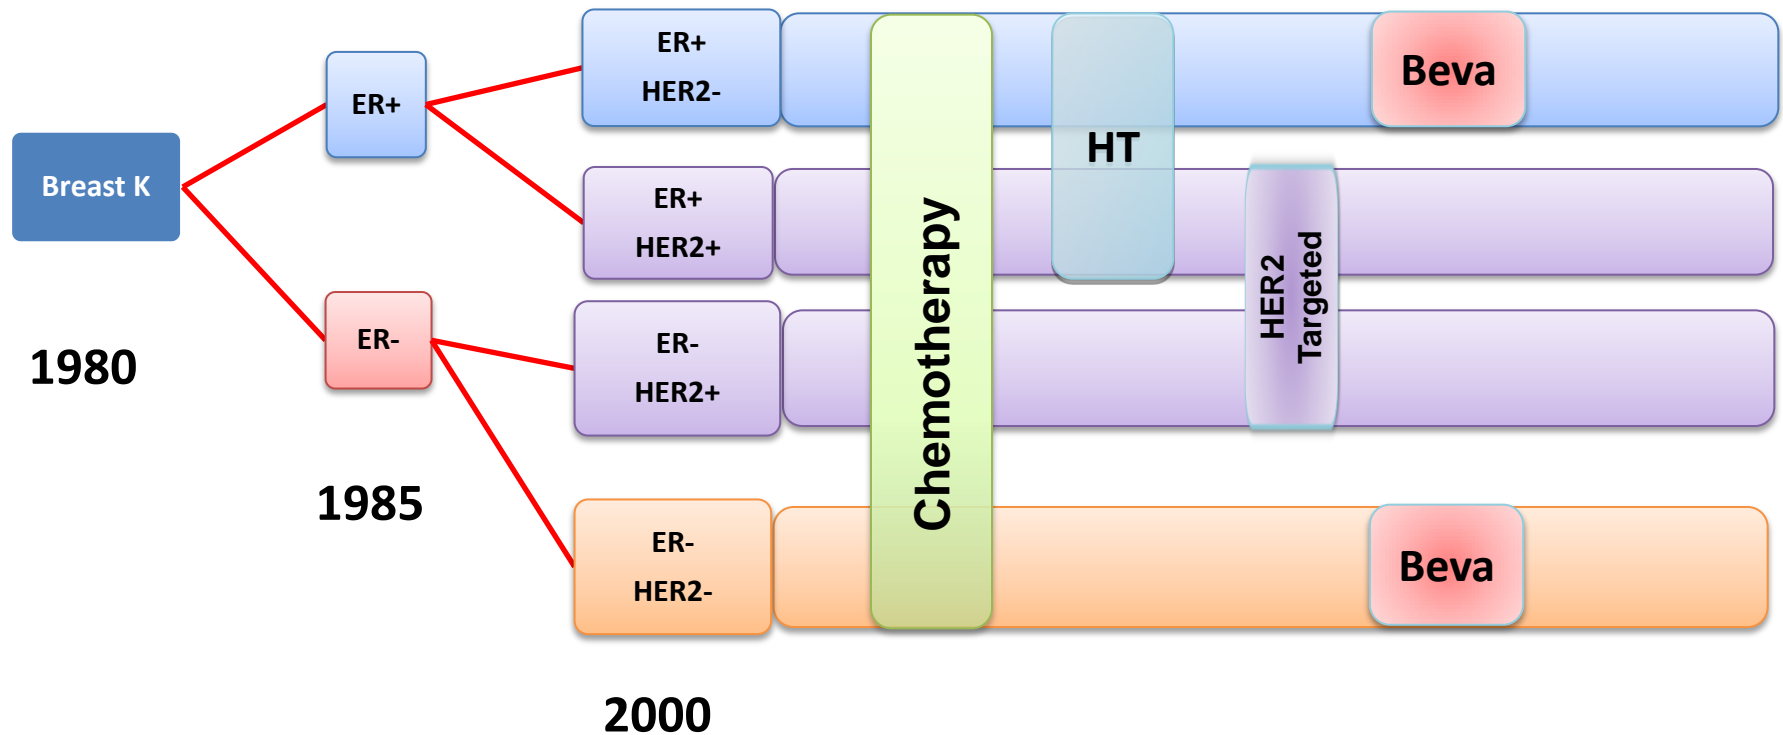 Breast K
1980
ER+
ER-
1985
ER+
HER2-
ER+
HER2+
ER-
HER2+
ER-
HER2-
2000
Chemotherapy
HT
HER2
Targeted
Beva
Beva